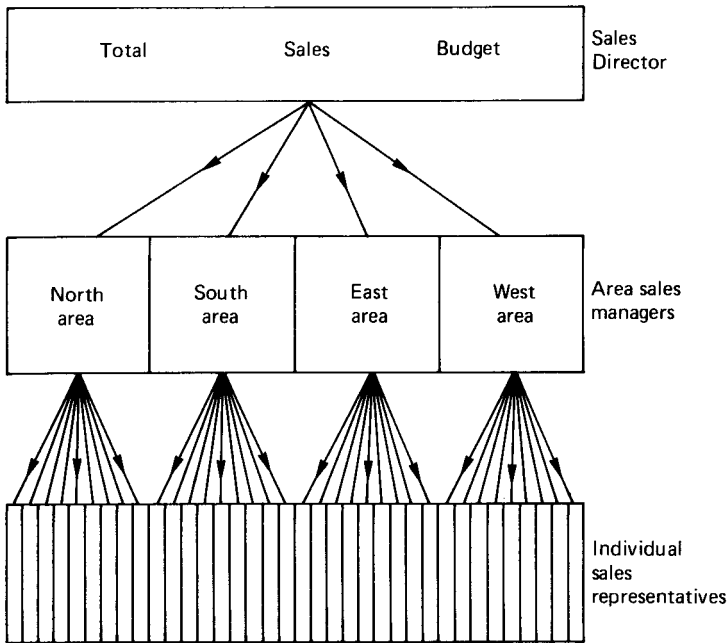 Total Sales Budget
Sales
Director
North
area
South
area
East
area
West
area
Area sales
managers
Individual
sales
representatives